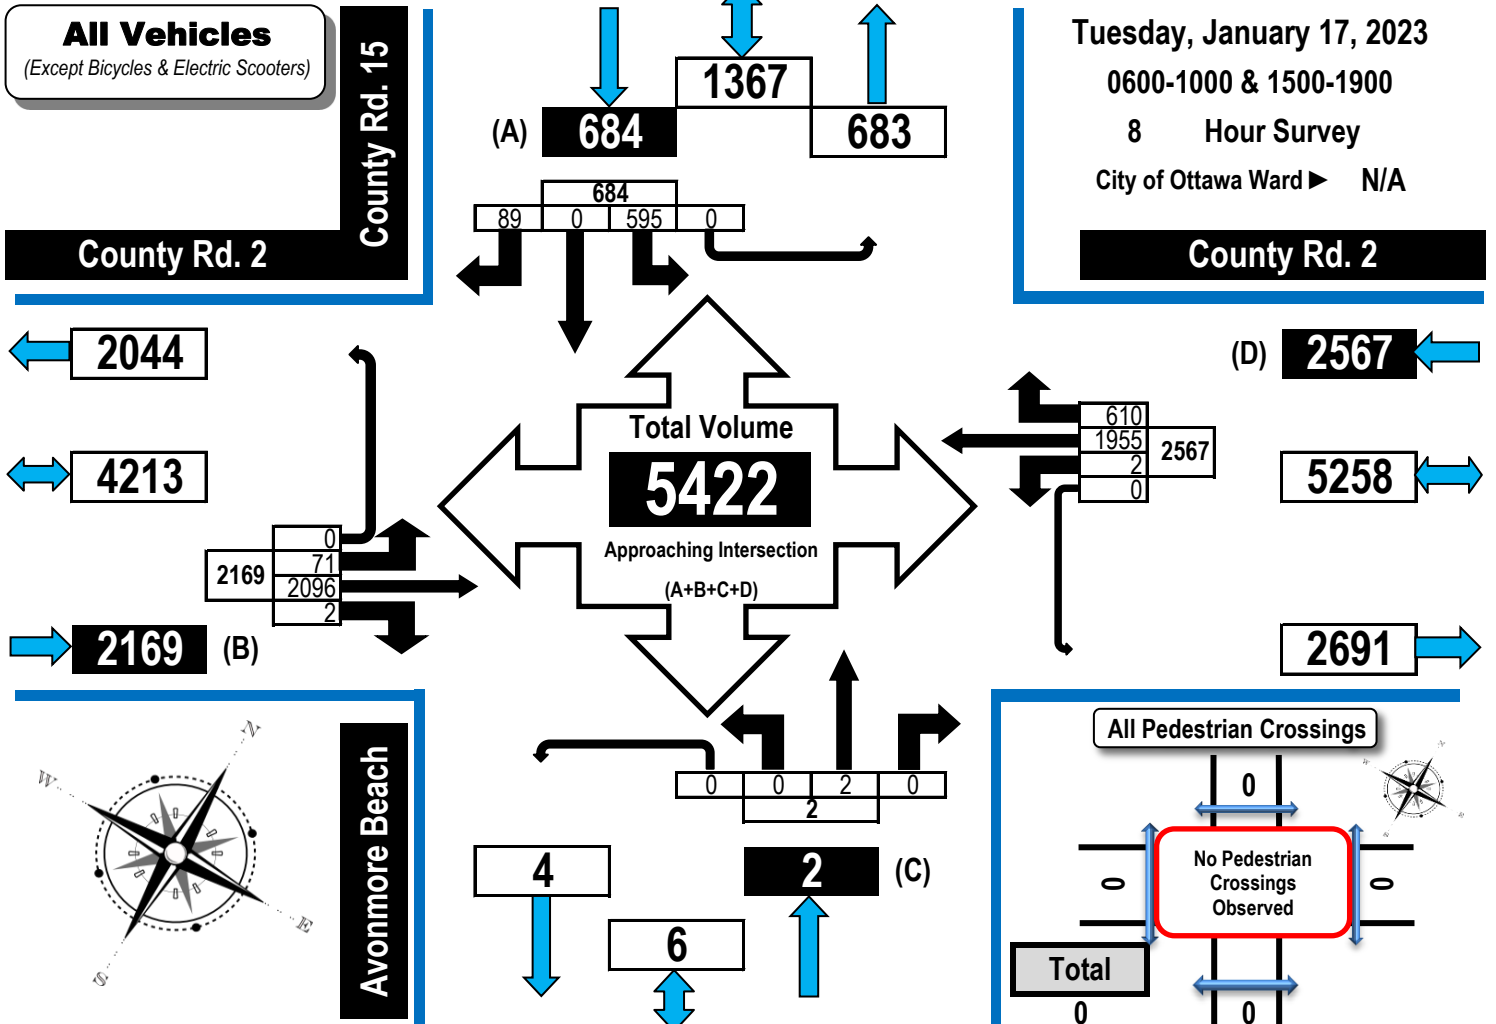 All Vehicles
(Except Bicycles & Electric Scooters)
County Rd. 15
County Rd. 2
1367
(A)
684
683
684
89
0
595
0
Tuesday, January 17, 2023
0600-1000 & 1500-1900
8 Hour Survey
City of Ottawa Ward ► N/A
County Rd. 2
2044
4213
0
71
2096
2
2169
2169
(B)
Total Volume
5422
Approaching Intersection
(A+B+C+D)
(D)
2567
610
1955
2
0
2567
5258
2691
N
W
E
S
Avonmore Beach
0
0
2
0
2
4
2
(C)
6
All Pedestrian Crossings
0
No Pedestrian
Crossings
Observed
0
0
Total
0
0